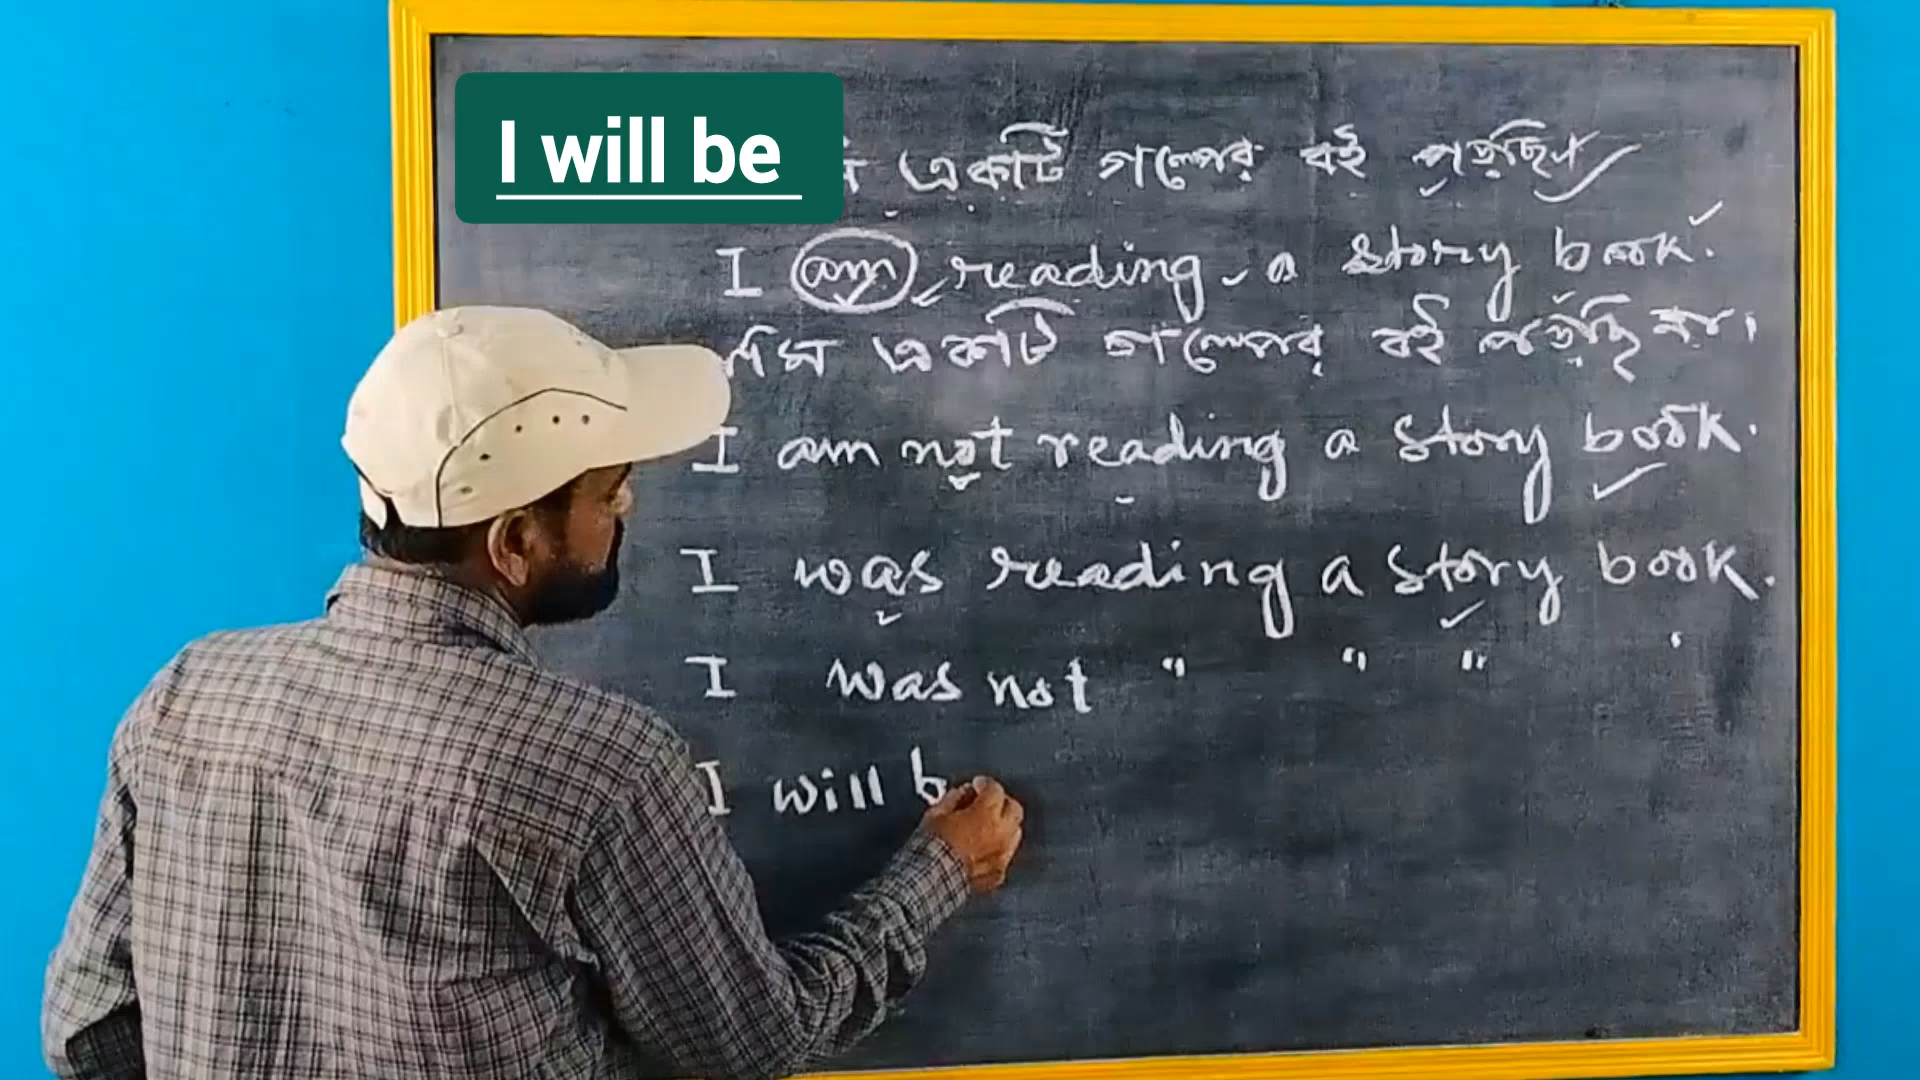 I will be
একটি গল্পের বই পড়ছি।
I am reading a story book.
একটি গল্পের বই পড়ছি না।
I am not reading a story book.
I was reading a story book.
I was not " " "
I will b